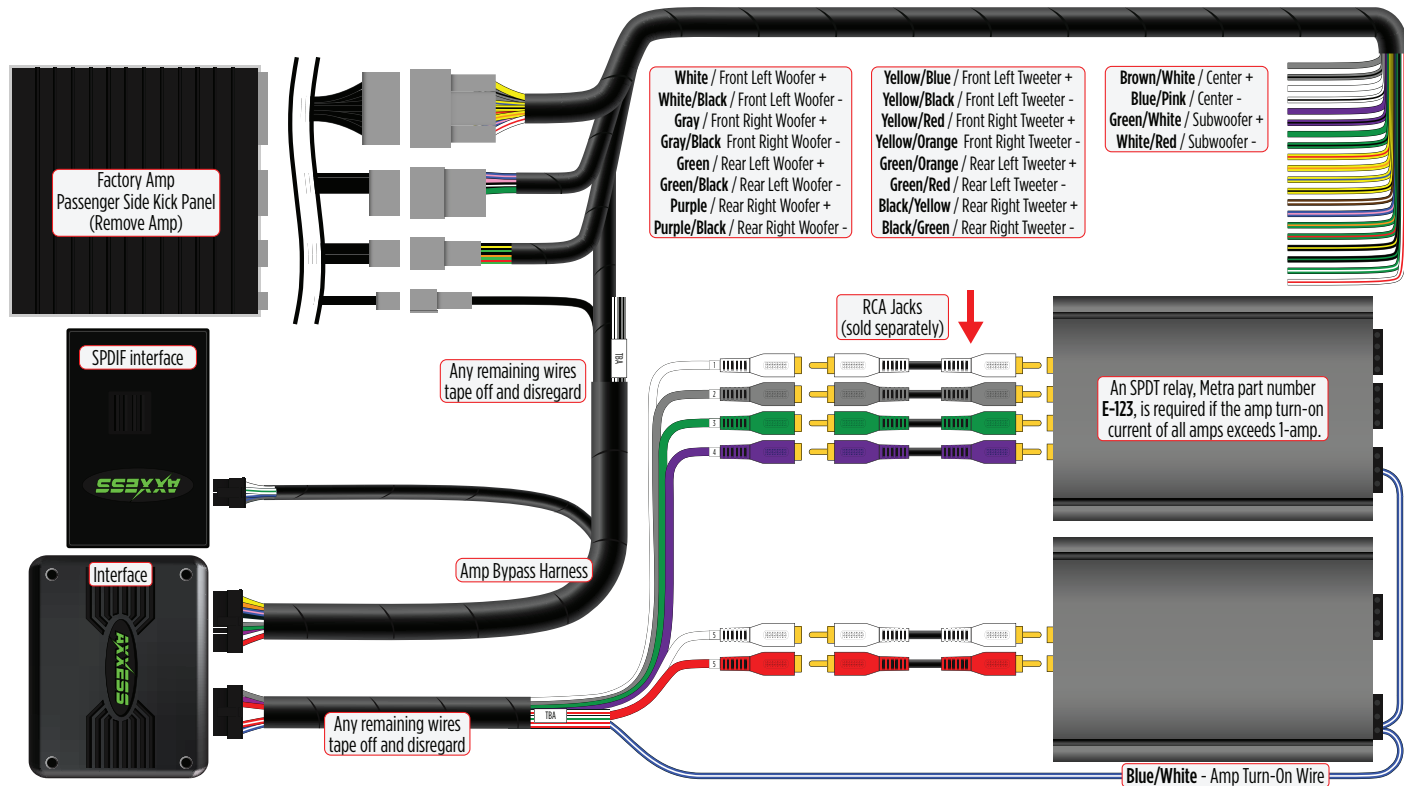 White / Front Left Woofer +
White/Black / Front Left Woofer -
Gray / Front Right Woofer +
Gray/Black Front Right Woofer -
Green / Rear Left Woofer +
Green/Black / Rear Left Woofer -
Purple / Rear Right Woofer +
Purple/Black / Rear Right Woofer -
Yellow/Blue / Front Left Tweeter +
Yellow/Black / Front Left Tweeter -
Yellow/Red / Front Right Tweeter +
Yellow/Orange Front Right Tweeter -
Green/Orange / Rear Left Tweeter +
Green/Red / Rear Left Tweeter -
Black/Yellow / Rear Right Tweeter +
Black/Green / Rear Right Tweeter -
Brown/White / Center +
Blue/Pink / Center -
Green/White / Subwoofer +
White/Red / Subwoofer -
Factory Amp
Passenger Side Kick Panel
(Remove Amp)
SPDIF interface
AXXESS
Any remaining wires
tape off and disregard
TBA
RCA Jacks
(sold separately)
1
2
3
4
An SPDT relay, Metra part number
E-123, is required if the amp turn-on
current of all amps exceeds 1-amp.
Interface
AXXESS
Amp Bypass Harness
5
5
TBA
Any remaining wires
tape off and disregard
Blue/White - Amp Turn-On Wire